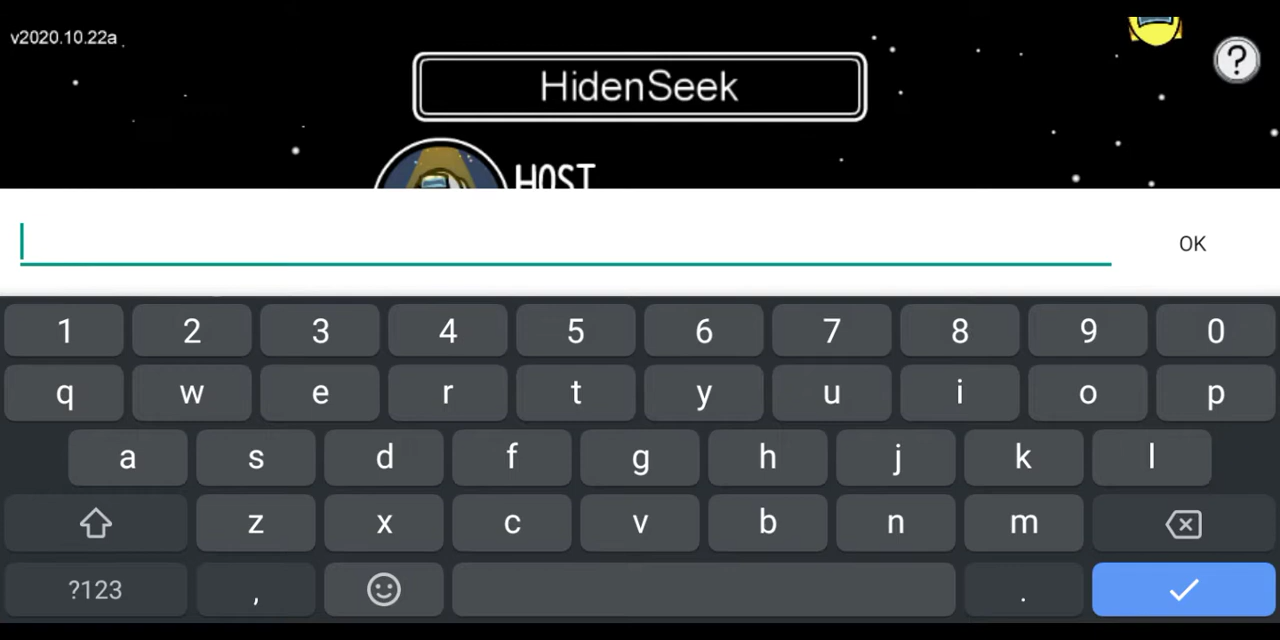 v2020.10.22a
HidenSeek
?
HOST
OK
1 2 3 4 5 6 7 8 9 0
q w e r t y u i o p
a s d f g h j k l
z x c v b n m
?123 , .